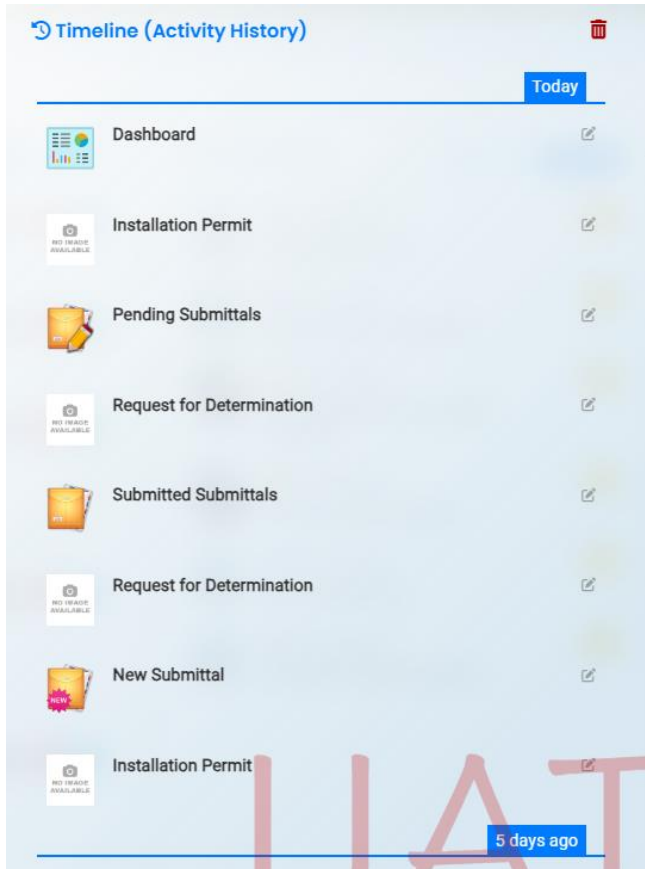 Timeline (Activity History)
Today
Dashboard
NO IMAGE
AVAILABLE
Installation Permit
Pending Submittals
NO IMAGE
AVAILABLE
Request for Determination
Submitted Submittals
NO IMAGE
AVAILABLE
Request for Determination
NEW
New Submittal
NO IMAGE
AVAILABLE
Installation Permit
UAT
5 days ago